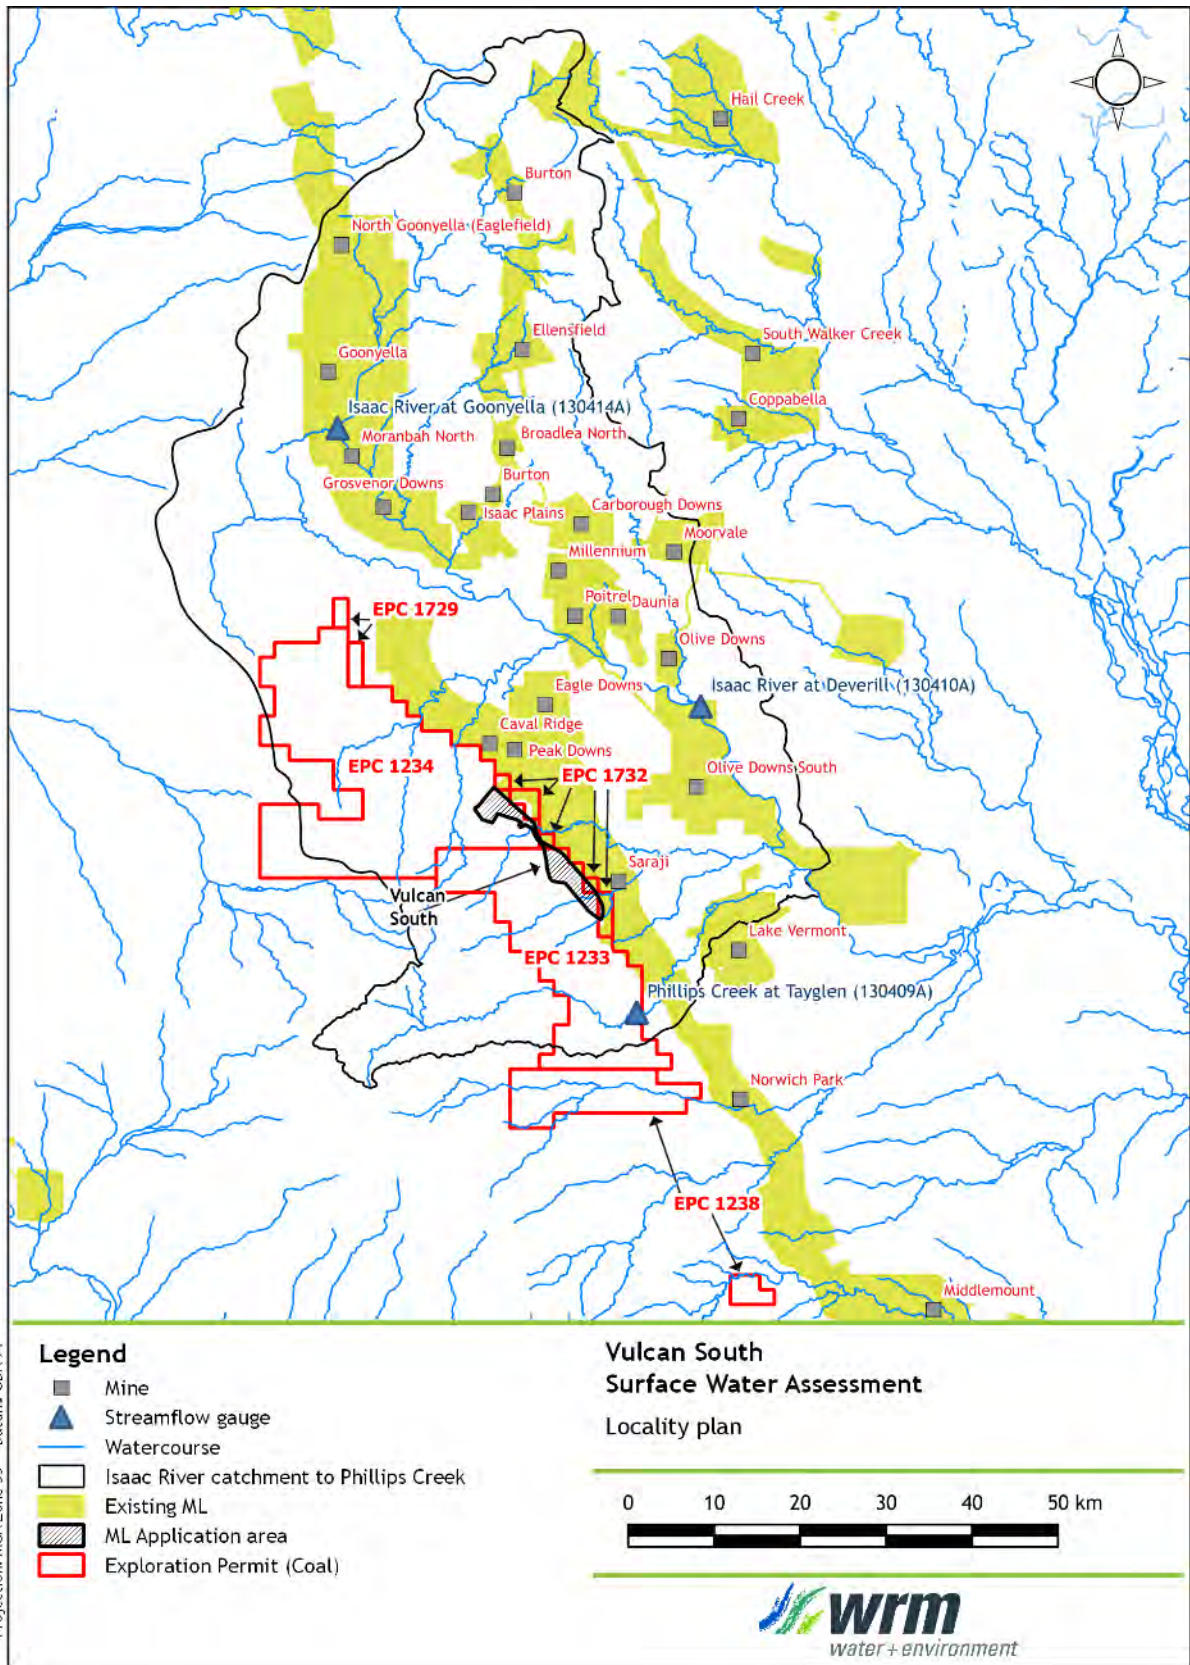 Hail Creek
Burton
North Goonyella (Eaglefield)
Ellensfield
South Walker Creek
Goonyella
Coppabella
Isaac River at Goonyella (130414A)
Broadlea North
Moranbah North
Burton
Grosvenor Downs
Carborough Downs
Isaac Plains
Moorvale
Millennium
EPC 1729
Poitrel
Daunia
Olive Downs
Isaac River at Deverill (130410A)
Eagle Downs
Caval Ridge
Peak Downs
EPC 1234
EPC 1732
Olive Downs South
Saraji
Vulcan
South
Lake Vermont
EPC 1233
Phillips Creek at Tayglen (130409A)
Norwich Park
EPC 1238
Middlemount
Legend
Mine
Streamflow gauge
Watercourse
Isaac River catchment to Phillips Creek
Existing ML
ML Application area
Exploration Permit (Coal)
Vulcan South
Surface Water Assessment
Locality plan
0 10 20 30 40 50 km
wrm
water+environment